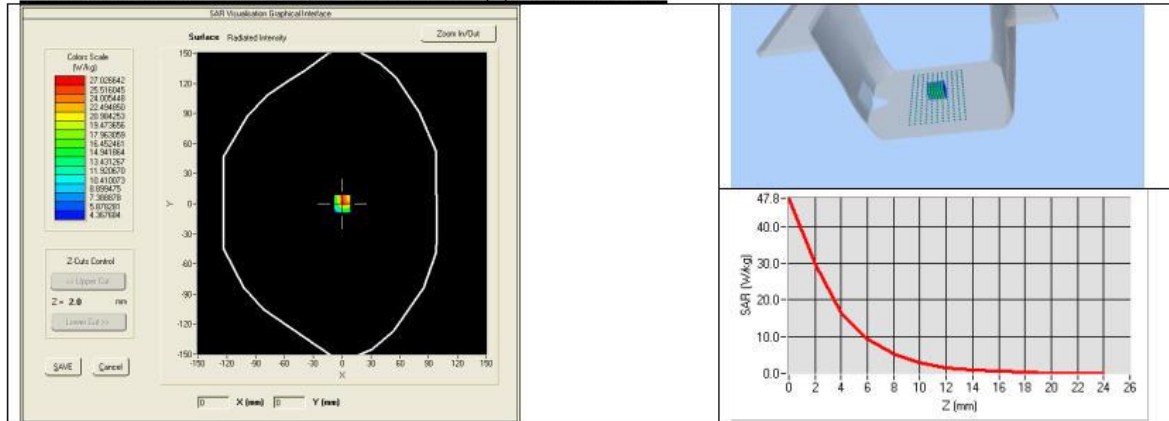 SAR Visualisation Graphical Interface
Surface Radiated Intensity
Zoom In/Out
Colors Scale
(W/kg)
27.026642
25.516045
24.005448
22.494850
20.984253
19.473656
17.963059
16.452461
14.941864
13.431267
11.920670
10.410073
8.899475
7.388878
5.878281
4.367684
150
120
90
60
30
0
-30
-60
-90
-120
-150
Y
-150 -120 -90 -60 -30 0 30 60 90 120 150
X
Z-Cuts Control
<< Upper Cut
Z = 2.0 mm
Lower Cut >>
SAVE Cancel
0 X (mm) 0 Y (mm)
47.8
40.0
30.0
20.0
10.0
0.0
SAR (W/kg)
0 2 4 6 8 10 12 14 16 18 20 22 24 26
Z (mm)